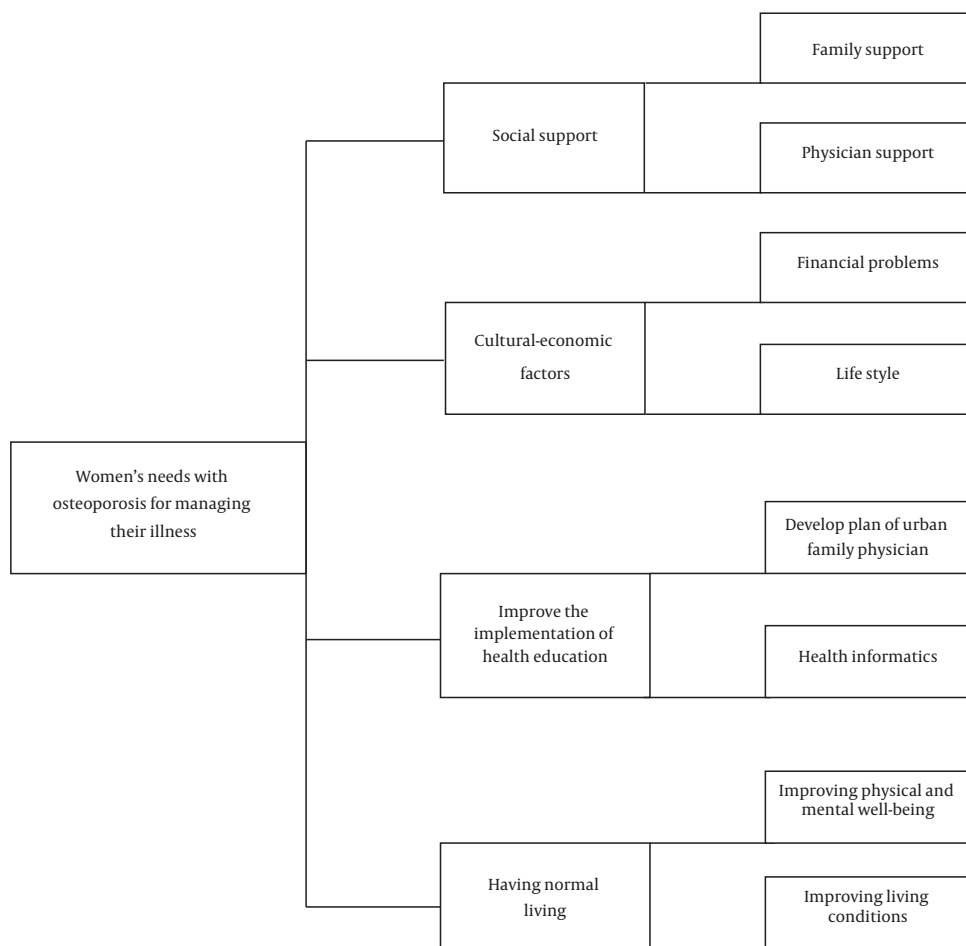 Women's needs with
osteoporosis for managing
their illness
Social support
Family support
Physician support
Cultural-economic
factors
Financial problems
Life style
Improve the
implementation of
health education
Develop plan of urban
family physician
Health informatics
Having normal
living
Improving physical and
mental well-being
Improving living
conditions